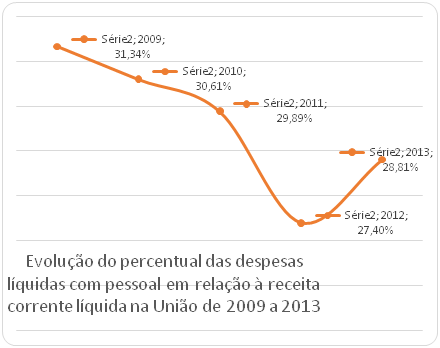 Série2; 2009;
31,34%
Série2; 2010;
30,61%
Série2; 2011;
29,89%
Série2; 2013;
28,81%
Série2; 2012;
27,40%
Evolução do percentual das despesas
líquidas com pessoal em relação à receita
corrente líquida na União de 2009 a 2013